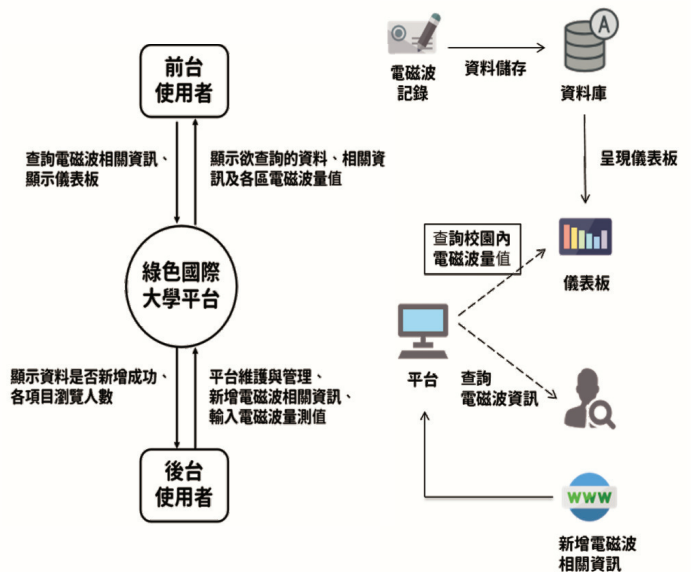 前台
使用者
查詢電磁波相關資訊、
顯示儀表板
顯示欲查詢的資料、相關資
訊及各區電磁波量值
綠色國際
大學平台
顯示資料是否新增成功、
各項目瀏覽人數
平台維護與管理、
新增電磁波相關資訊、
輸入電磁波量測值
後台
使用者
電磁波
記錄
資料儲存
A
資料庫
呈現儀表板
查詢校園內
電磁波量值
儀表板
平台
查詢
電磁波資訊
WWW
新增電磁波
相關資訊